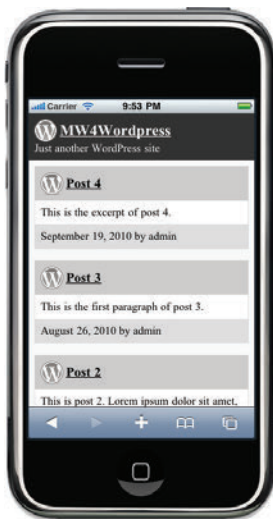 Carrier 9:53 PM
MW4Wordpress
Just another WordPress site
Post 4
This is the excerpt of post 4.
September 19, 2010 by admin
Post 3
This is the first paragraph of post 3.
August 26, 2010 by admin
Post 2
This is post 2. Lorem ipsum dolor sit amet,